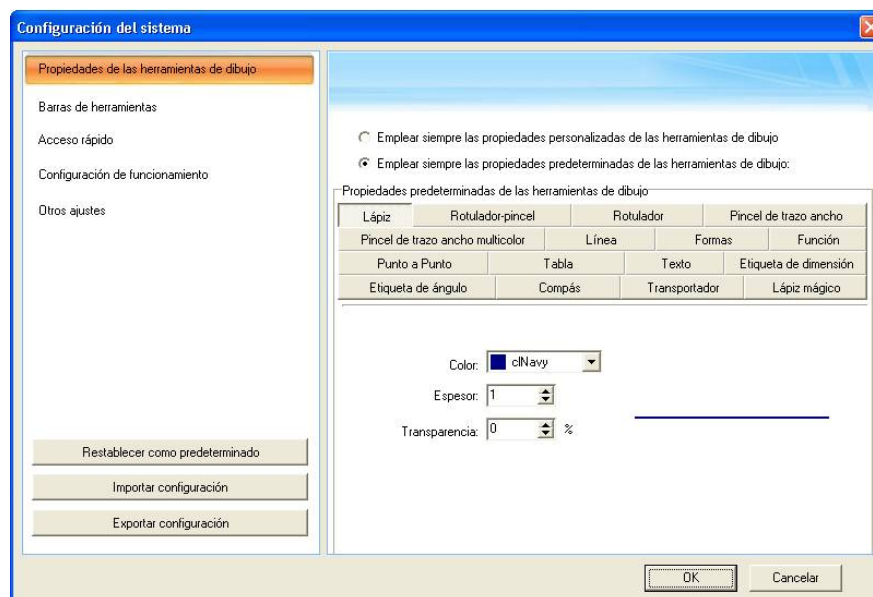 Configuración del sistema
Propiedades de las herramientas de dibujo
Barras de herramientas
Acceso rápido
Configuración de funcionamiento
Otros ajustes
Restablecer como predeterminado
Importar configuración
Exportar configuración
Emplear siempre las propiedades personalizadas de las herramientas de dibujo
Emplear siempre las propiedades predeterminadas de las herramientas de dibujo:
Propiedades predeterminadas de las herramientas de dibujo
Lápiz Rotulador-pincel Rotulador Pincel de trazo ancho
Pincel de trazo ancho multicolor Línea Formas Función
Punto a Punto Tabla Texto Etiqueta de dimensión
Etiqueta de ángulo Compás Transportador Lápiz mágico
Color: clNavy
Espesor: 1
Transparencia: 0 %
OK Cancelar